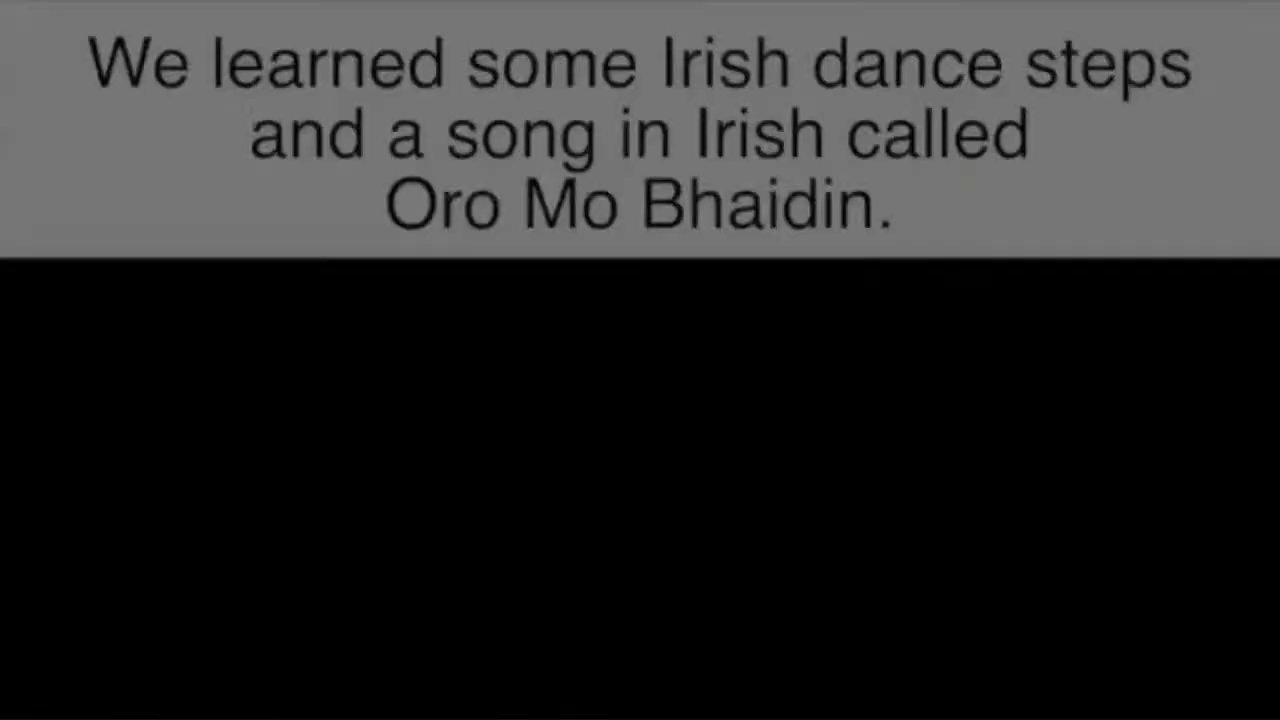 We learned some Irish dance steps
and a song in Irish called
Oro Mo Bhaidin.